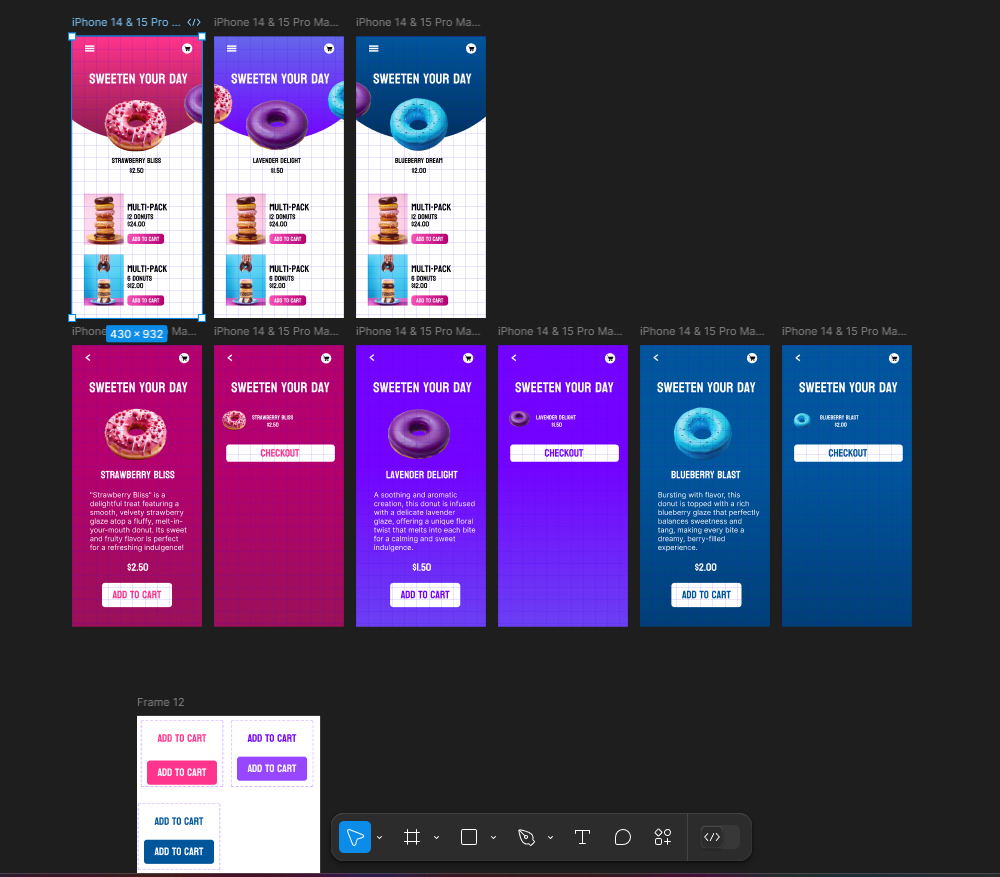 iPhone 14 & 15 Pro ...
iPhone 14 & 15 Pro Ma...
iPhone 14 & 15 Pro Ma...
SWEETEN YOUR DAY
STRAWBERRY BLISS
$2.50
MULTI-PACK
12 DONUTS
$24.00
ADD TO CART
MULTI-PACK
6 DONUTS
$12.00
ADD TO CART
SWEETEN YOUR DAY
LAVENDER DELIGHT
$1.50
MULTI-PACK
12 DONUTS
$24.00
ADD TO CART
MULTI-PACK
6 DONUTS
$12.00
ADD TO CART
SWEETEN YOUR DAY
BLUEBERRY DREAM
$2.00
MULTI-PACK
12 DONUTS
$24.00
ADD TO CART
MULTI-PACK
6 DONUTS
$12.00
ADD TO CART
430 × 932
iPhone Ma...
iPhone 14 & 15 Pro Ma...
iPhone 14 & 15 Pro Ma...
iPhone 14 & 15 Pro Ma...
iPhone 14 & 15 Pro Ma...
iPhone 14 & 15 Pro Ma...
SWEETEN YOUR DAY
STRAWBERRY BLISS
"Strawberry Bliss" is a
delightful treat featuring a
smooth, velvety strawberry
glaze atop a fluffy, melt-in-
your-mouth donut. Its sweet
and fruity flavor is perfect
for a refreshing indulgence!
$2.50
ADD TO CART
SWEETEN YOUR DAY
STRAWBERRY BLISS
$2.50
CHECKOUT
SWEETEN YOUR DAY
LAVENDER DELIGHT
A soothing and aromatic
creation, this donut is infused
with a delicate lavender
glaze, offering a unique floral
twist that melts into each bite
for a calming and sweet
indulgence.
$1.50
ADD TO CART
SWEETEN YOUR DAY
LAVENDER DELIGHT
$1.50
CHECKOUT
SWEETEN YOUR DAY
BLUEBERRY BLAST
Bursting with flavor, this
donut is topped with a rich
blueberry glaze that perfectly
balances sweetness and
tang, making every bite a
dreamy, berry-filled
experience.
$2.00
ADD TO CART
SWEETEN YOUR DAY
BLUEBERRY BLAST
$2.00
CHECKOUT
Frame 12
ADD TO CART
ADD TO CART
ADD TO CART
ADD TO CART
ADD TO CART
ADD TO CART